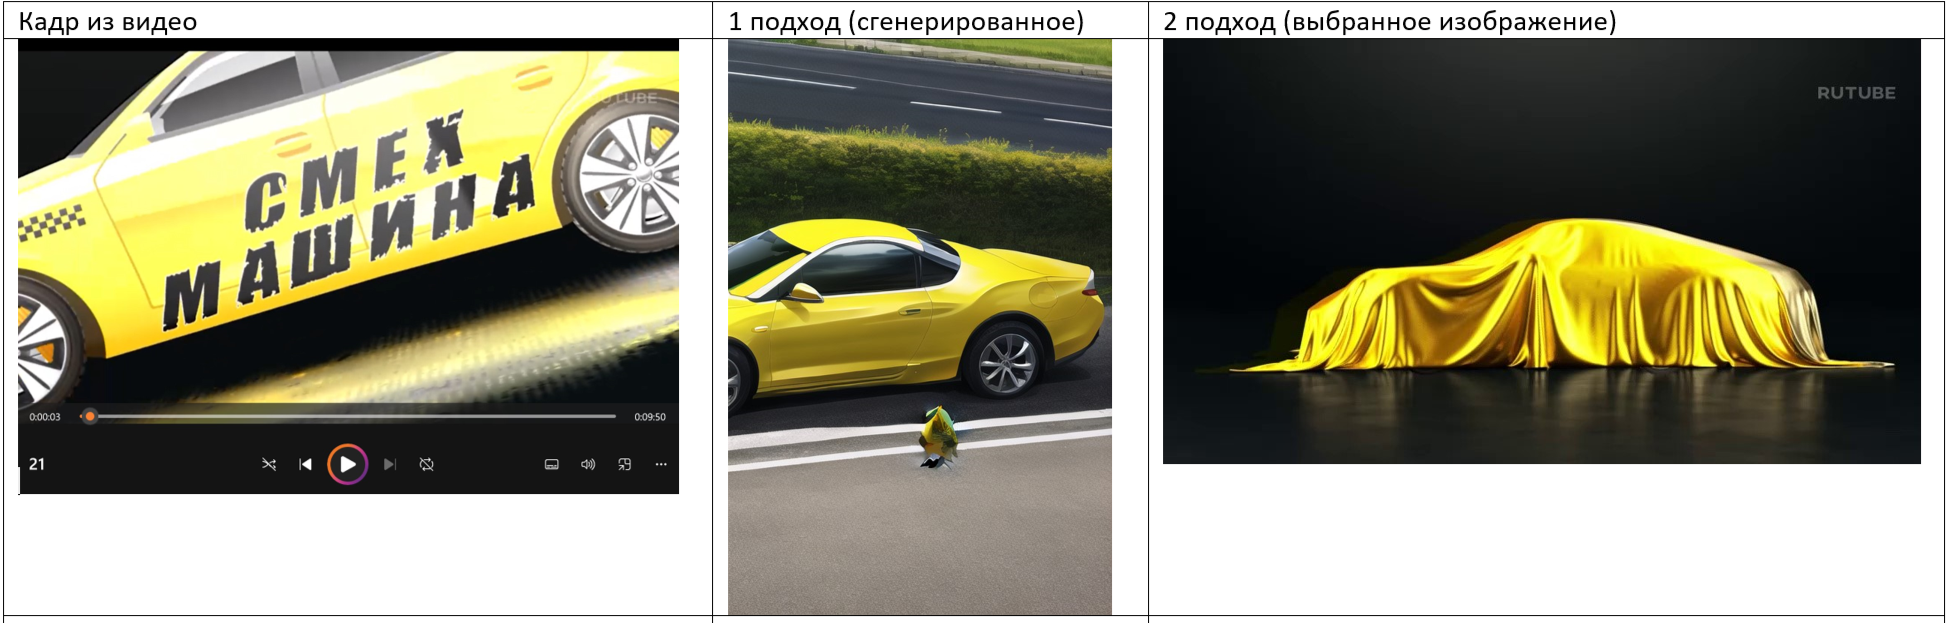 Кадр из видео
1 подход (сгенерированное)
2 подход (выбранное изображение)
UTUBE
СМЕХ
МАШИНА
0:00:03
0:09:50
21
RUTUBE